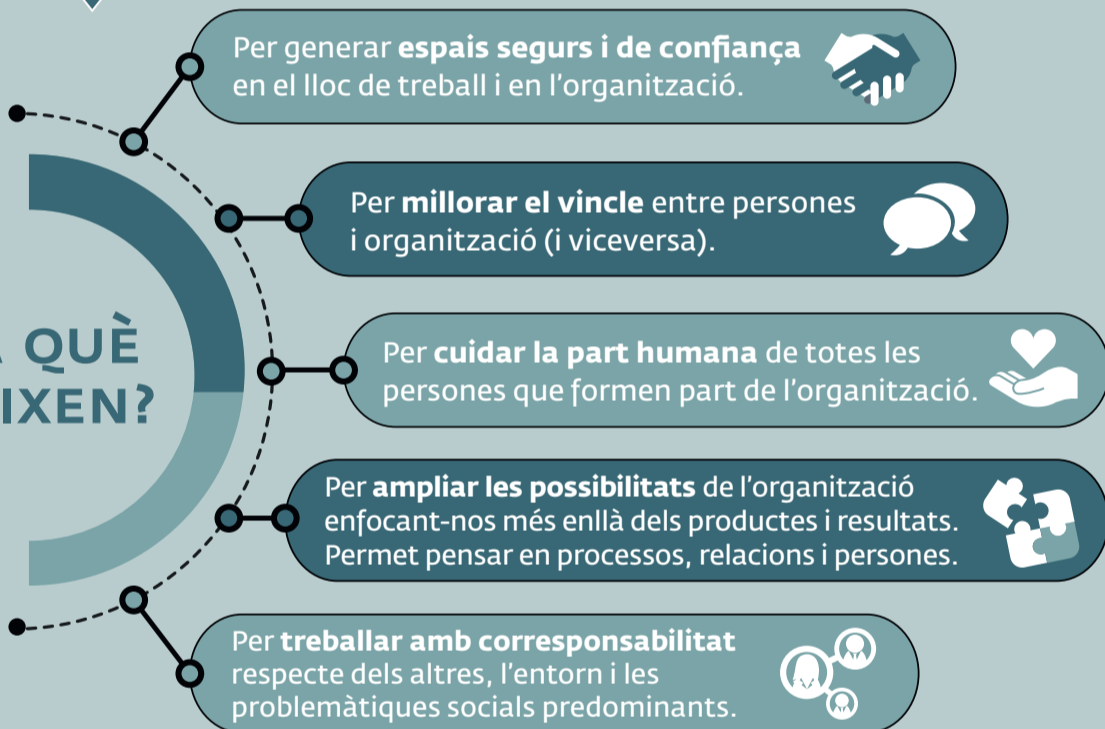 Per generar espais segurs i de confiança
en el lloc de treball i en l'organització.
Per millorar el vincle entre persones
i organització (i viceversa).
A QUÈ
IXEN?
Per cuidar la part humana de totes les
persones que formen part de l'organització.
Per ampliar les possibilitats de l'organització
enfocant-nos més enllà dels productes i resultats.
Permet pensar en processos, relacions i persones.
Per treballar amb corresponsabilitat
respecte dels altres, l'entorn i les
problemàtiques socials predominants.